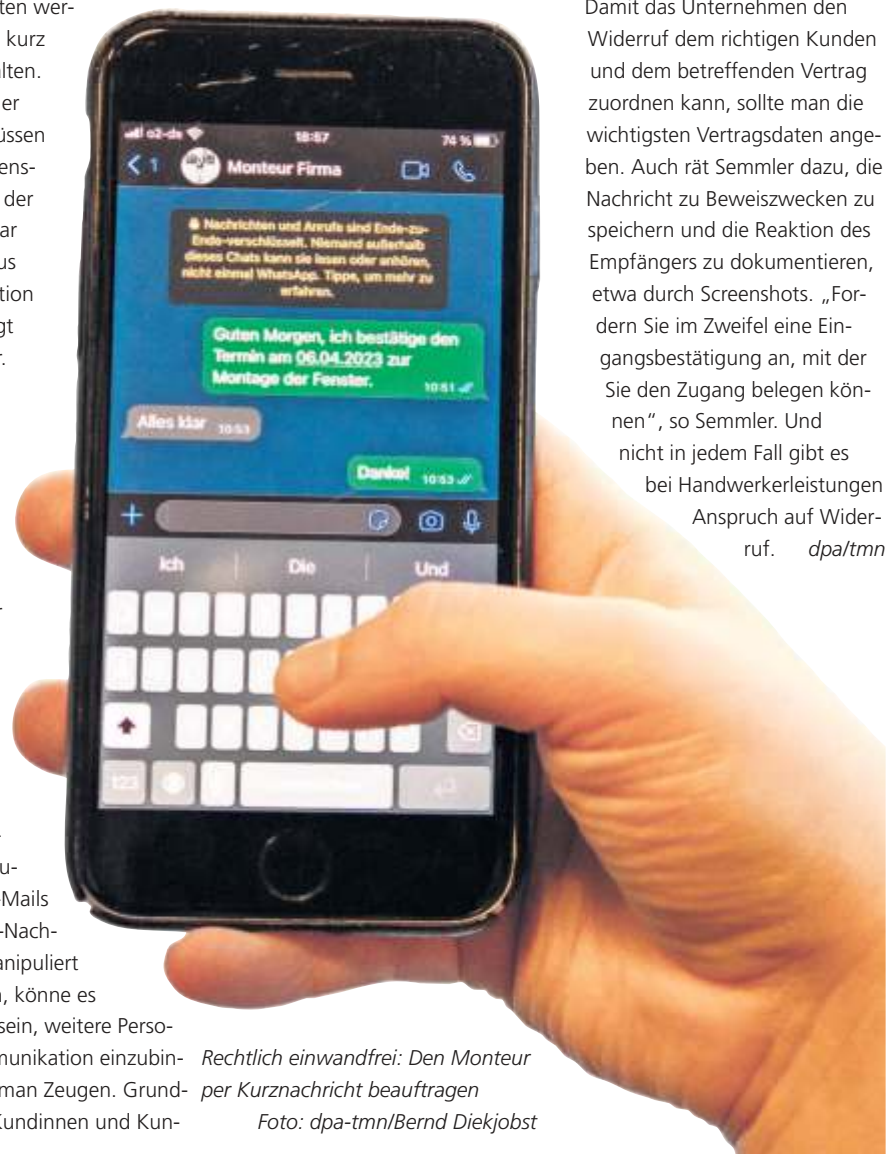 ten wer-
kurz
lten.
er
üssen
ens-
der
ar
us
tion
gt
r.
u-
Mails
-Nach-
anipuliert
, könne es
sein, weitere Perso-
munikation einzubin-
man Zeugen. Grund-
Kundinnen und Kun-
o2-de 18:57 74 %
1 Monteur Firma
Nachrichten und Anrufe sind Ende-zu-
Ende-verschlüsselt. Niemand außerhalb
dieses Chats kann sie lesen oder anhören,
nicht einmal WhatsApp. Tippe, um mehr zu
erfahren.
Guten Morgen, ich bestätige den
Termin am 06.04.2023 zur
Montage der Fenster.
10:51
Alles klar 10:53
Danke! 10:53
Ich Die Und
123
Rechtlich einwandfrei: Den Monteur
per Kurznachricht beauftragen
Foto: dpa-tmn/Bernd Diekjobst
Damit das Unternehmen den
Widerruf dem richtigen Kunden
und dem betreffenden Vertrag
zuordnen kann, sollte man die
wichtigsten Vertragsdaten ange-
ben. Auch rät Semmler dazu, die
Nachricht zu Beweiszwecken zu
speichern und die Reaktion des
Empfängers zu dokumentieren,
etwa durch Screenshots. „For-
dern Sie im Zweifel eine Ein-
gangsbestätigung an, mit der
Sie den Zugang belegen kön-
nen“, so Semmler. Und
nicht in jedem Fall gibt es
bei Handwerkerleistungen
Anspruch auf Wider-
ruf. dpa/tmn